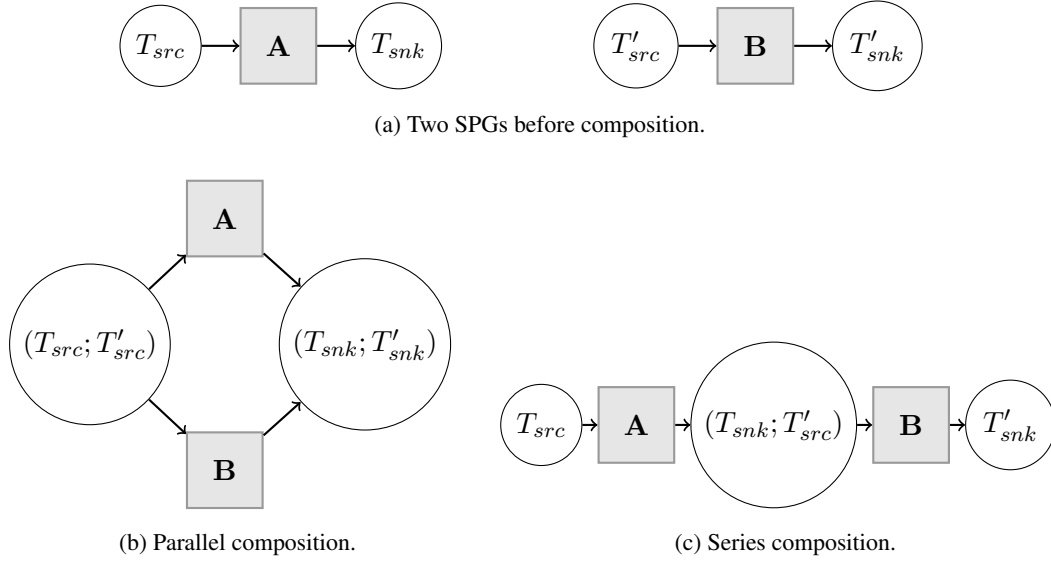 T_src A T_snk T'_src B T'_snk
(a) Two SPGs before composition.
A
(T_src; T'_src) (T_snk; T'_snk)
B
(b) Parallel composition.
T_src A (T_snk; T'_src) B T'_snk
(c) Series composition.